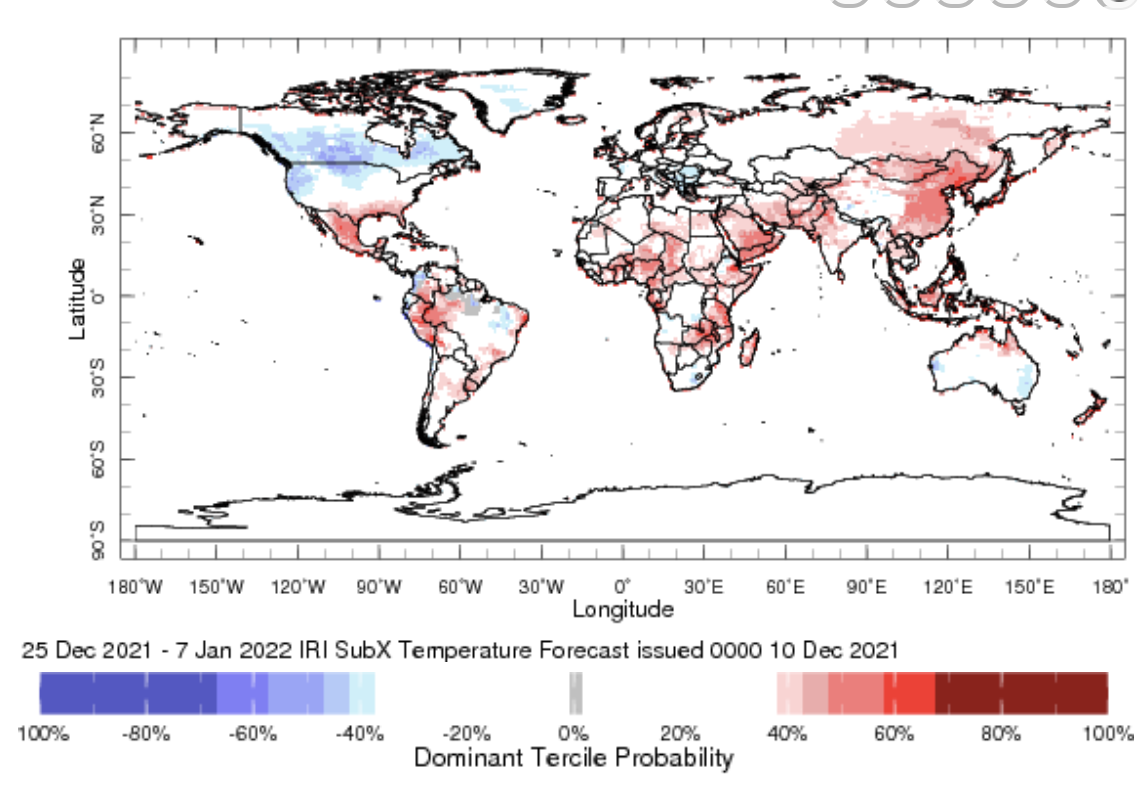 60°N
30°N
0°
30°S
60°S
90°S
Latitude
180°W 150°W 120°W 90°W 60°W 30°W 0° 30°E 60°E 90°E 120°E 150°E 180°
Longitude
25 Dec 2021 - 7 Jan 2022 IRI SubX Temperature Forecast issued 0000 10 Dec 2021
100% -80% -60% -40% -20% 0% 20% 40% 60% 80% 100%
Dominant Tercile Probability